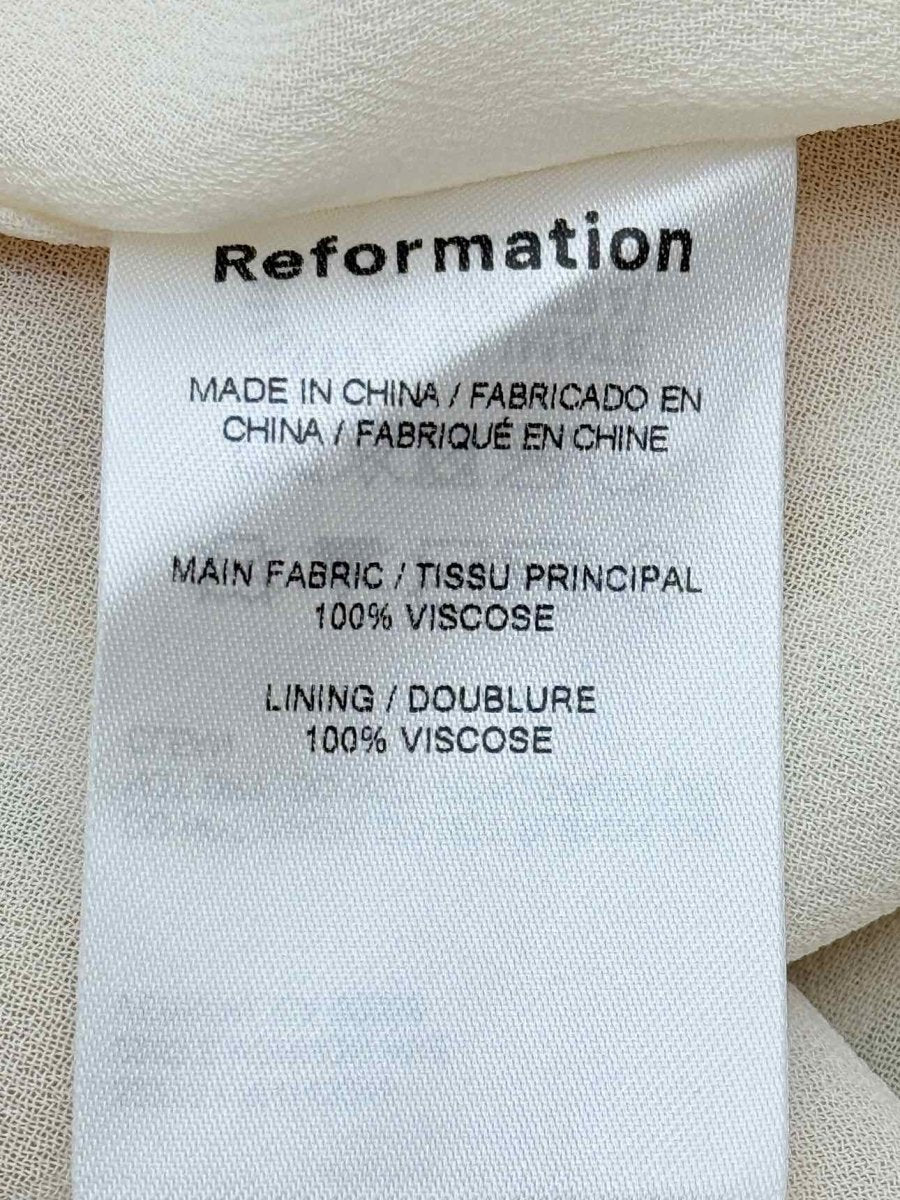 Reformation
MADE IN CHINA / FABRICADO EN
CHINA / FABRIQUÉ EN CHINE
MAIN FABRIC / TISSU PRINCIPAL
100% VISCOSE
LINING / DOUBLURE
100% VISCOSE